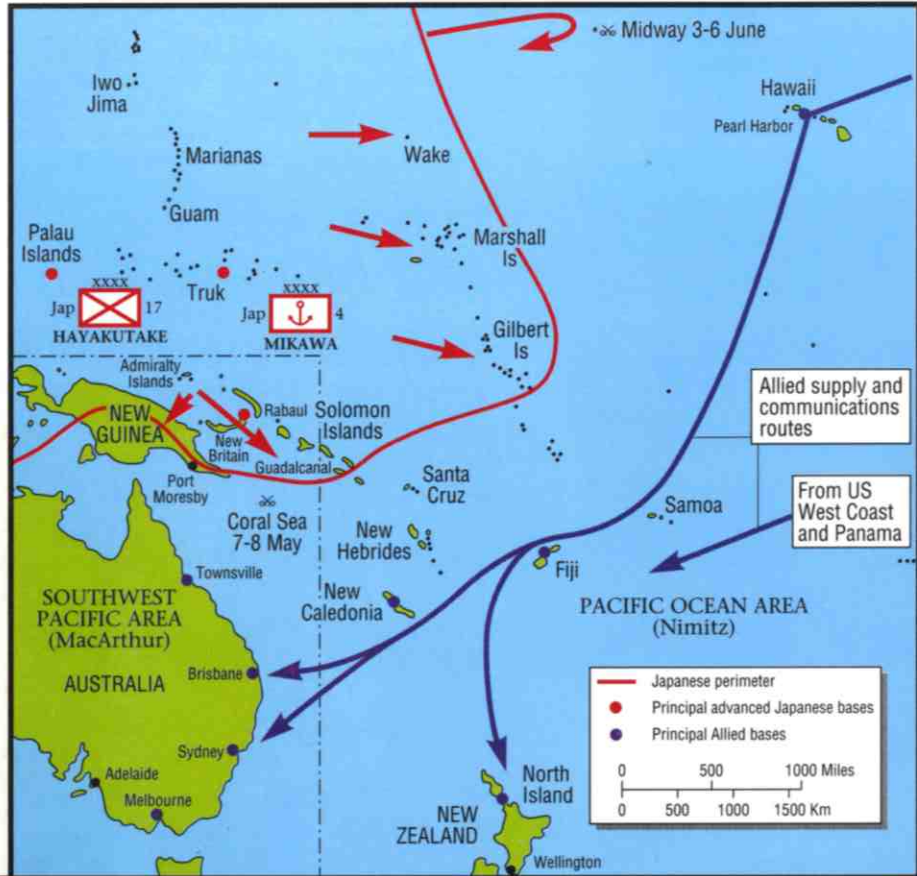 Midway 3-6 June
Iwo
Jima
Hawaii
Pearl Harbor
Marianas
Wake
Guam
Palau
Islands
Marshall
Is
Truk
XXXX
Jap 17
HAYAKUTAKE
XXXX
Jap 4
MIKAWA
Gilbert
Is
Admiralty
Islands
Rabaul
Solomon
Islands
NEW
GUINEA
New
Britain
Guadalcanal
Port
Moresby
Allied supply and
communications
routes
Santa
Cruz
Samoa
From US
West Coast
and Panama
Coral Sea
7-8 May
New
Hebrides
Fiji
Townsville
New
Caledonia
SOUTHWEST
PACIFIC AREA
(MacArthur)
PACIFIC OCEAN AREA
(Nimitz)
Brisbane
AUSTRALIA
Sydney
Adelaide
Melbourne
North
Island
NEW
ZEALAND
Wellington
Japanese perimeter
Principal advanced Japanese bases
Principal Allied bases
0 500 1000 Miles
0 500 1000 1500 Km